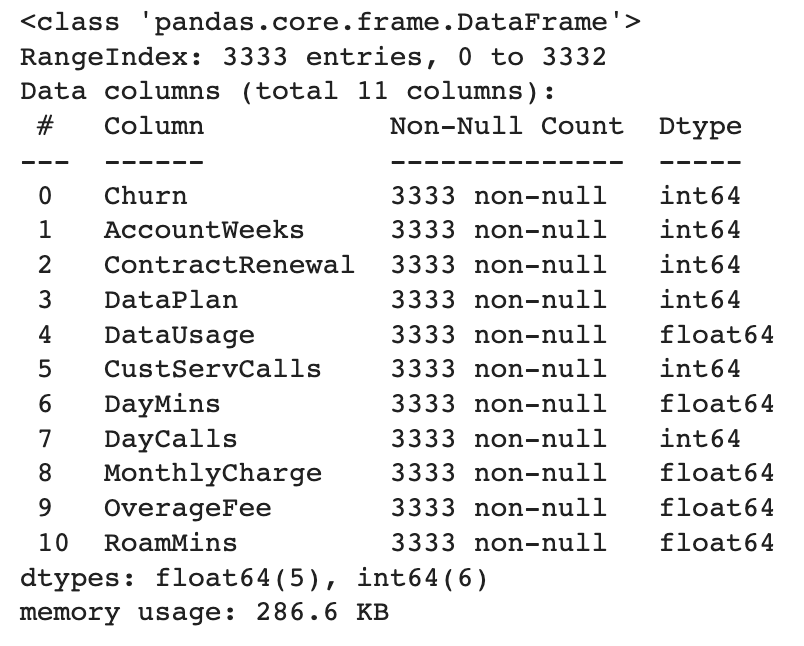 <class 'pandas.core.frame.DataFrame'>
RangeIndex: 3333 entries, 0 to 3332
Data columns (total 11 columns):
 #   Column           Non-Null Count  Dtype
---  ------           --------------  -----
 0   Churn            3333 non-null   int64
 1   AccountWeeks     3333 non-null   int64
 2   ContractRenewal  3333 non-null   int64
 3   DataPlan         3333 non-null   int64
 4   DataUsage        3333 non-null   float64
 5   CustServCalls    3333 non-null   int64
 6   DayMins          3333 non-null   float64
 7   DayCalls         3333 non-null   int64
 8   MonthlyCharge    3333 non-null   float64
 9   OverageFee       3333 non-null   float64
 10  RoamMins         3333 non-null   float64
dtypes: float64(5), int64(6)
memory usage: 286.6 KB